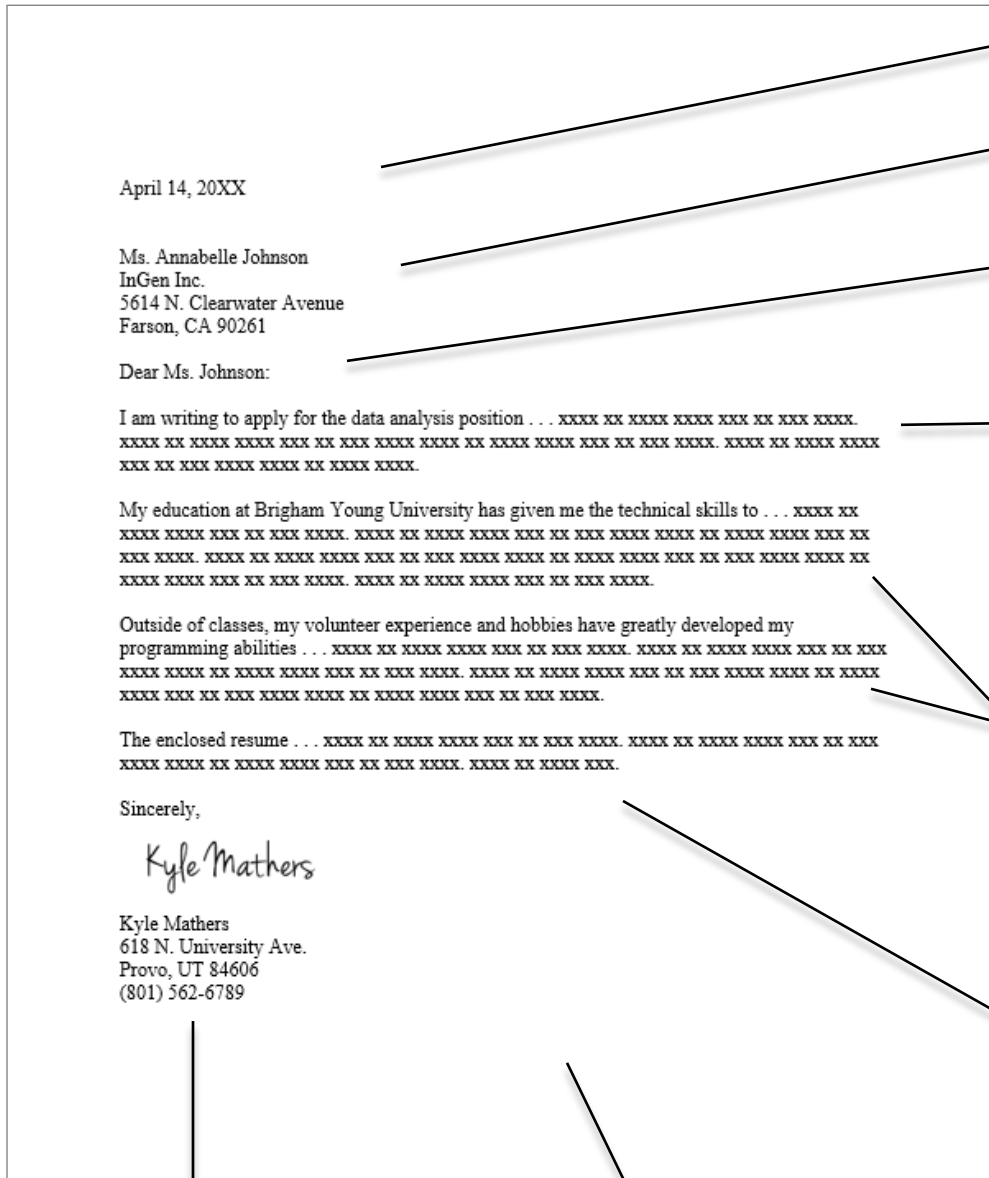 April 14, 20XX
Ms. Annabelle Johnson
InGen Inc.
5614 N. Clearwater Avenue
Farson, CA 90261
Dear Ms. Johnson:
I am writing to apply for the data analysis position . . . xxxx xx xxxx xxxx xxx xx xxx xxxx.
xxxx xx xxxx xxxx xxx xx xxx xxxx xxxx xx xxxx xxxx xxx xx xxx xxxx. xxxx xx xxxx xxxx
xxx xx xxx xxxx xxxx xx xxxx xxxx.
My education at Brigham Young University has given me the technical skills to . . . xxxx xx
xxxx xxxx xxx xx xxx xxxx. xxxx xx xxxx xxxx xxx xx xxx xxxx xxxx xx xxxx xxxx xxx xx
xxx xxxx. xxxx xx xxxx xxxx xxx xx xxx xxxx xxxx xx xxxx xxxx xxx xx xxx xxxx xxxx xx
xxxx xxxx xxx xx xxx xxxx. xxxx xx xxxx xxxx xxx xx xxx xxxx.
Outside of classes, my volunteer experience and hobbies have greatly developed my
programming abilities . . . xxxx xx xxxx xxxx xxx xx xxx xxxx. xxxx xx xxxx xxxx xxx xx xxx
xxxx xxxx xx xxxx xxxx xxx xx xxx xxxx. xxxx xx xxxx xxxx xxx xx xxx xxxx xxxx xx xxxx
xxxx xxx xx xxx xxxx xxxx xx xxxx xxxx xxx xx xxx xxxx.
The enclosed resume . . . xxxx xx xxxx xxxx xxx xx xxx xxxx. xxxx xx xxxx xxxx xxx xx xxx
xxxx xxxx xx xxxx xxxx xxx xx xxx xxxx. xxxx xx xxxx xxx.
Sincerely,
Kyle Mathers
Kyle Mathers
618 N. University Ave.
Provo, UT 84606
(801) 562-6789